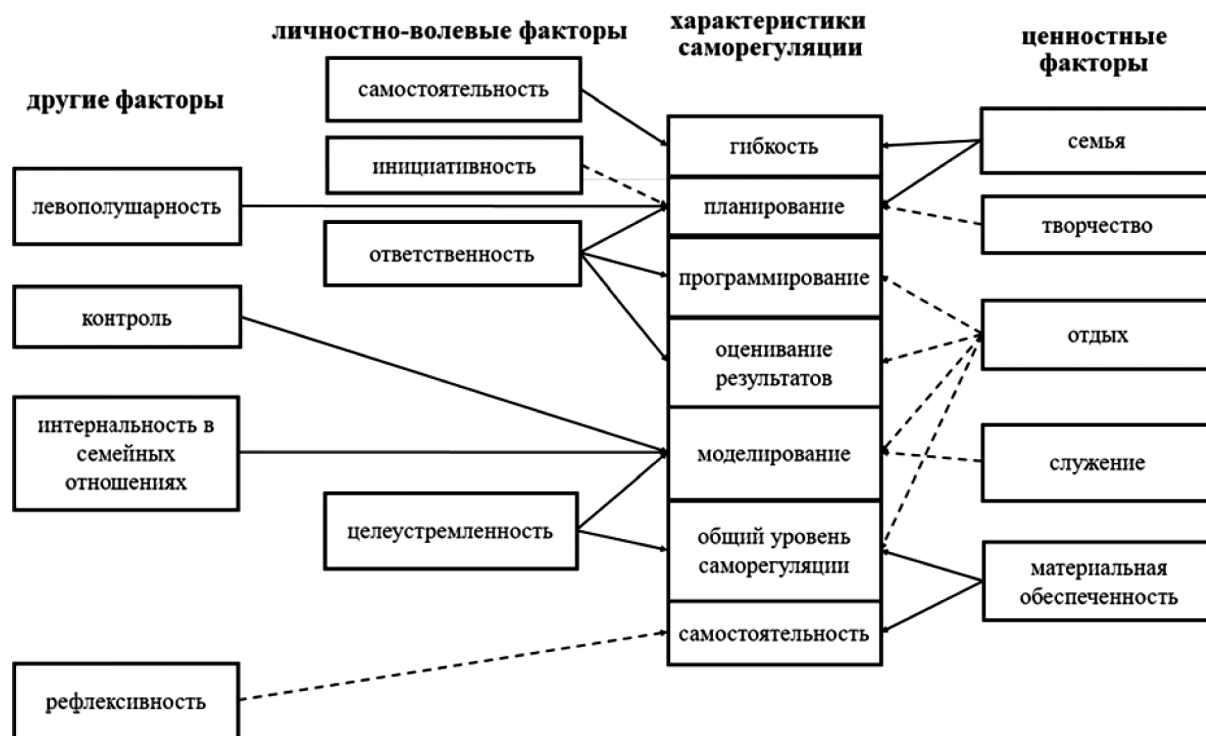 другие факторы
левополушарность
контроль
интернальность в
семейных
отношениях
рефлексивность
личностно-волевые факторы
самостоятельность
инициативность
ответственность
целеустремленность
характеристики
саморегуляции
гибкость
планирование
программирование
оценивание
результатов
моделирование
общий уровень
саморегуляции
самостоятельность
ценностные
факторы
семья
творчество
отдых
служение
материальная
обеспеченность